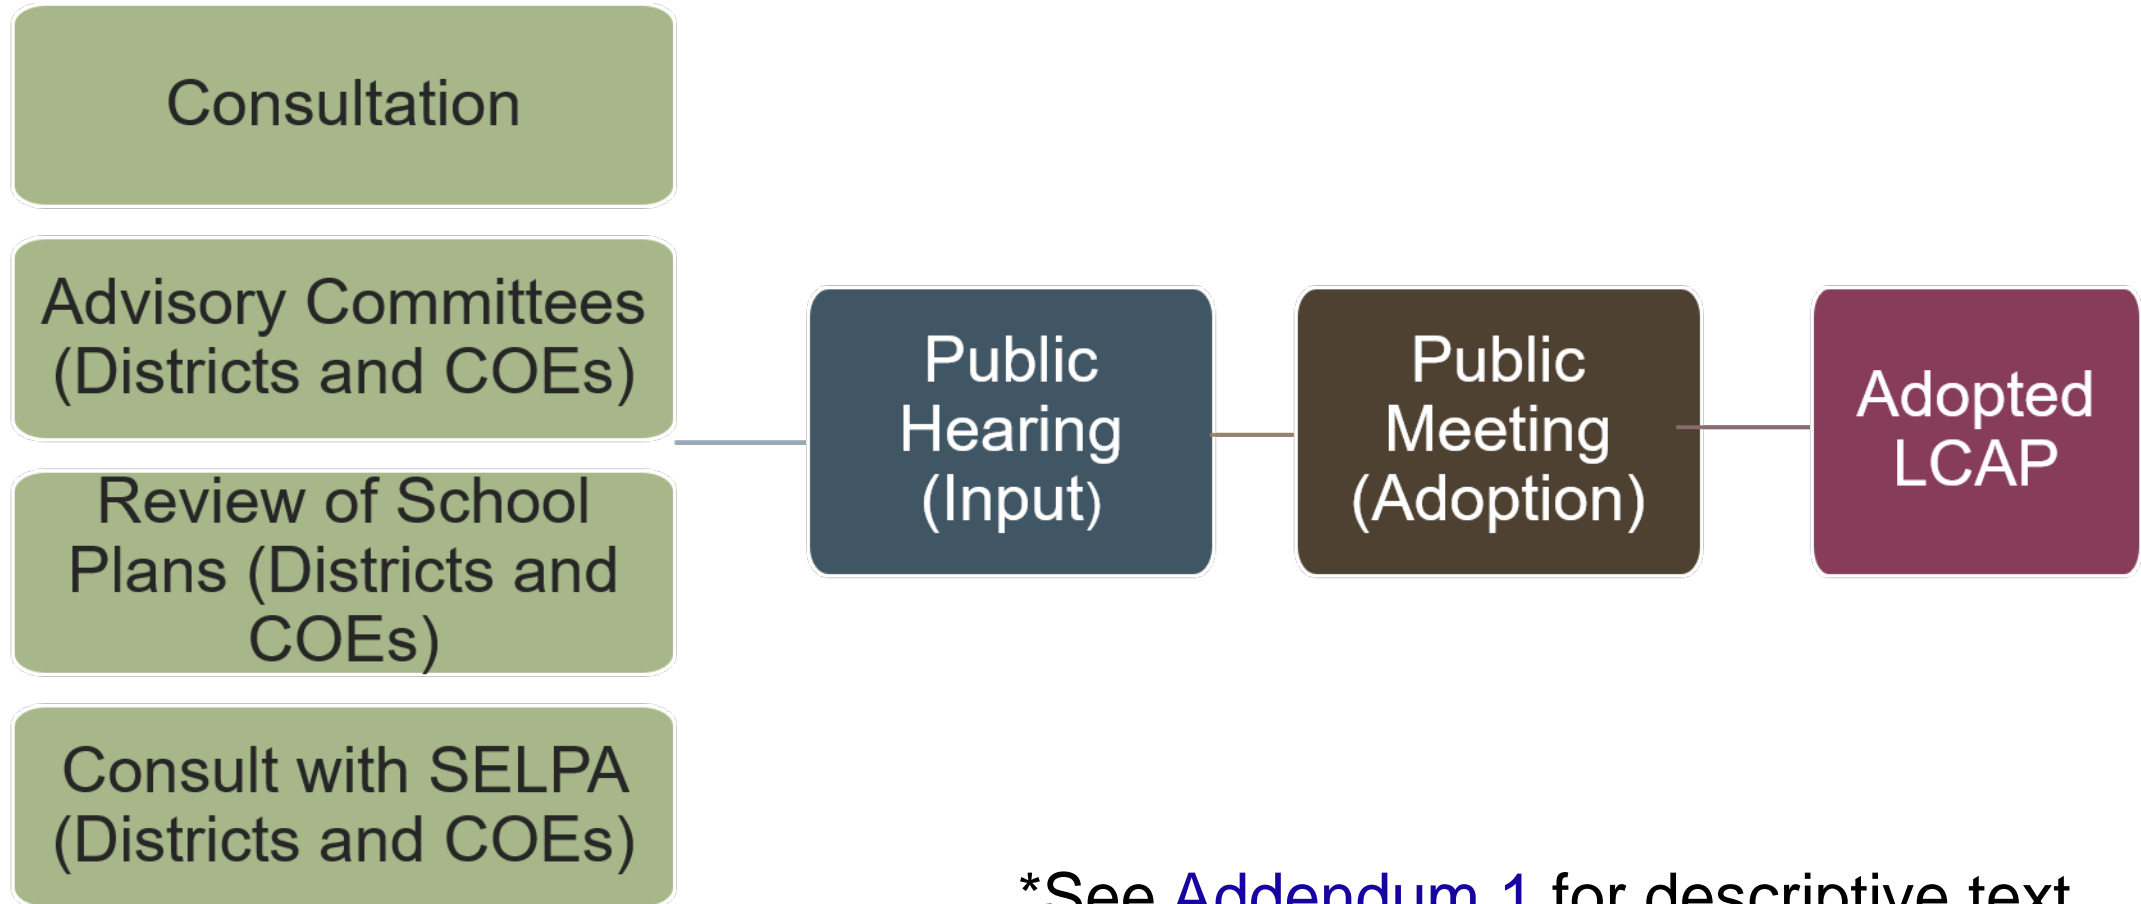 Consultation
Advisory Committees
(Districts and COEs)
Review of School
Plans (Districts and
COEs)
Consult with SELPA
(Districts and COEs)
Public
Hearing
(Input)
Public
Meeting
(Adoption)
Adopted
LCAP
*See Addendum 1 for descriptive text